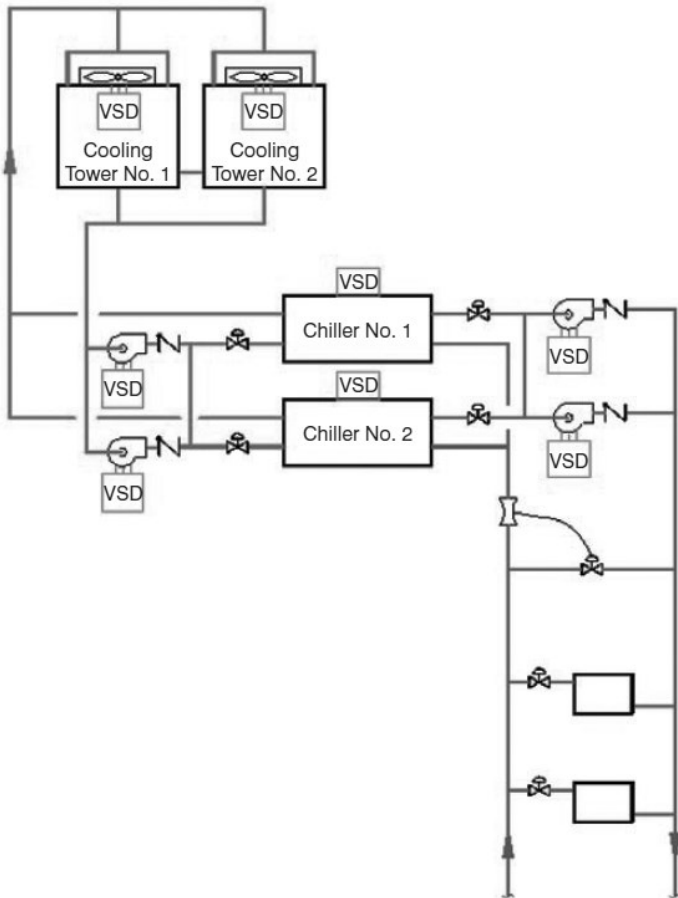 VSD
VSD
Cooling
Tower No. 1
Cooling
Tower No. 2
VSD
Chiller No. 1
VSD
VSD
VSD
Chiller No. 2
VSD
VSD